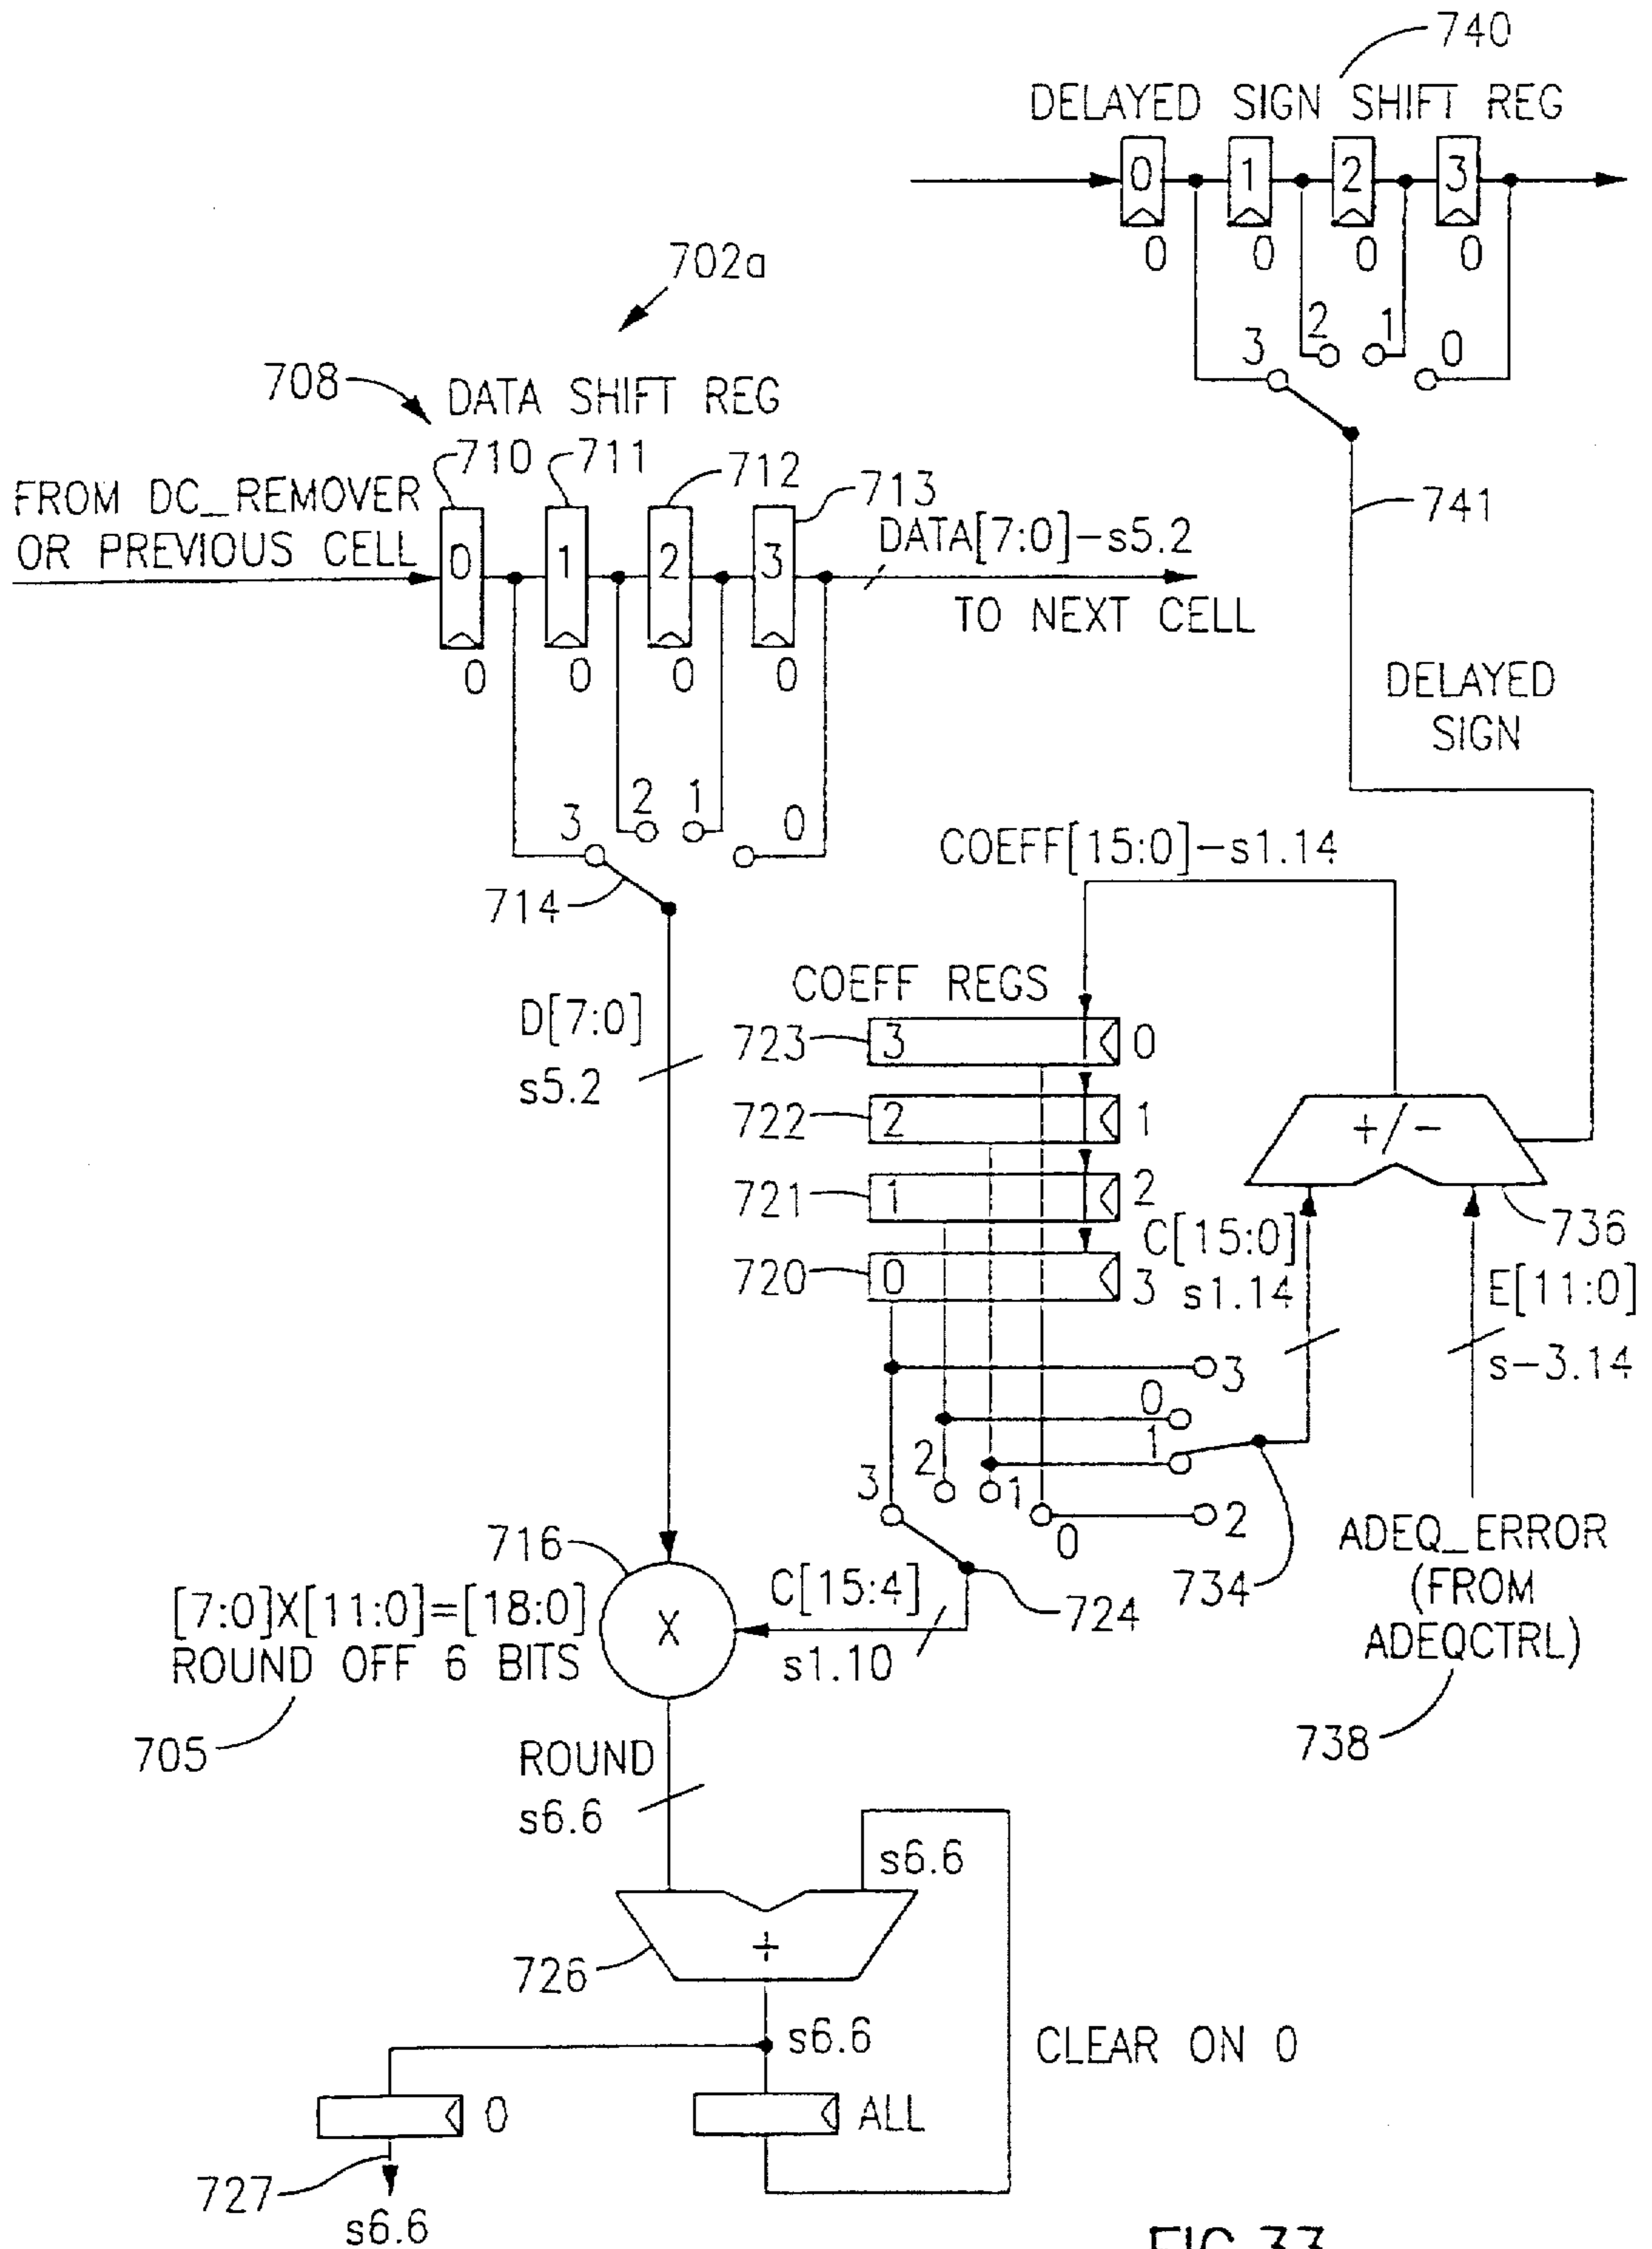 740
DELAYED SIGN SHIFT REG
0 1 2 3
0 0 0 0
3 2 1 0
702a
708
DATA SHIFT REG
710 711 712 713
FROM DC_REMOVER
OR PREVIOUS CELL
0 1 2 3
DATA[7:0]-s5.2
TO NEXT CELL
0 0 0 0
741
DELAYED
SIGN
3 2 1 0
714
COEFF[15:0]-s1.14
COEFF REGS
D[7:0]
s5.2
723 3 0
722 2 1
721 1 2
720 0 3
+/-
736
C[15:0]
s1.14
E[11:0]
s-3.14
3
0
1
2
3 2 1 0
734
724
ADEQ_ERROR
(FROM
ADEQCTRL)
738
716
X
C[15:4]
s1.10
[7:0]X[11:0]=[18:0]
ROUND OFF 6 BITS
705
ROUND
s6.6
s6.6
+
726
s6.6
CLEAR ON 0
0
ALL
727
s6.6
FIG.33